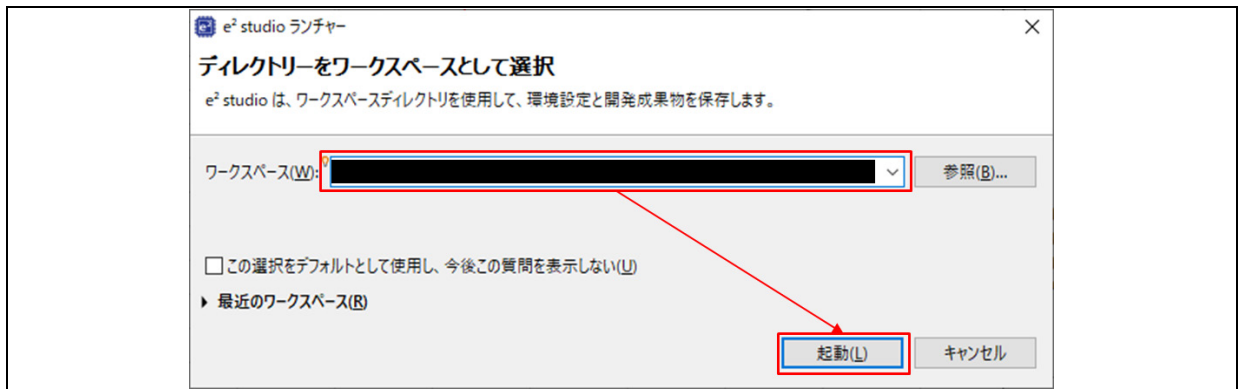 e² studio ランチャー
ディレクトリーをワークスペースとして選択
e² studio は、ワークスペースディレクトリを使用して、環境設定と開発成果物を保存します。
ワークスペース(W):
参照(B)...
この選択をデフォルトとして使用し、今後この質問を表示しない(U)
最近のワークスペース(R)
起動(L)
キャンセル